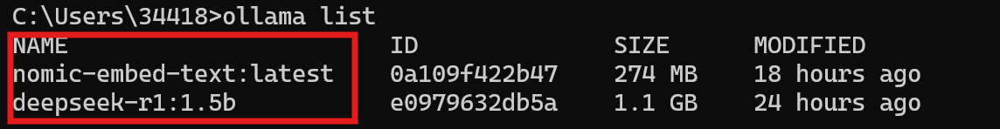 C:\Users\34418>ollama list
NAME ID SIZE MODIFIED
nomic-embed-text:latest 0a109f422b47 274 MB 18 hours ago
deepseek-r1:1.5b e0979632db5a 1.1 GB 24 hours ago